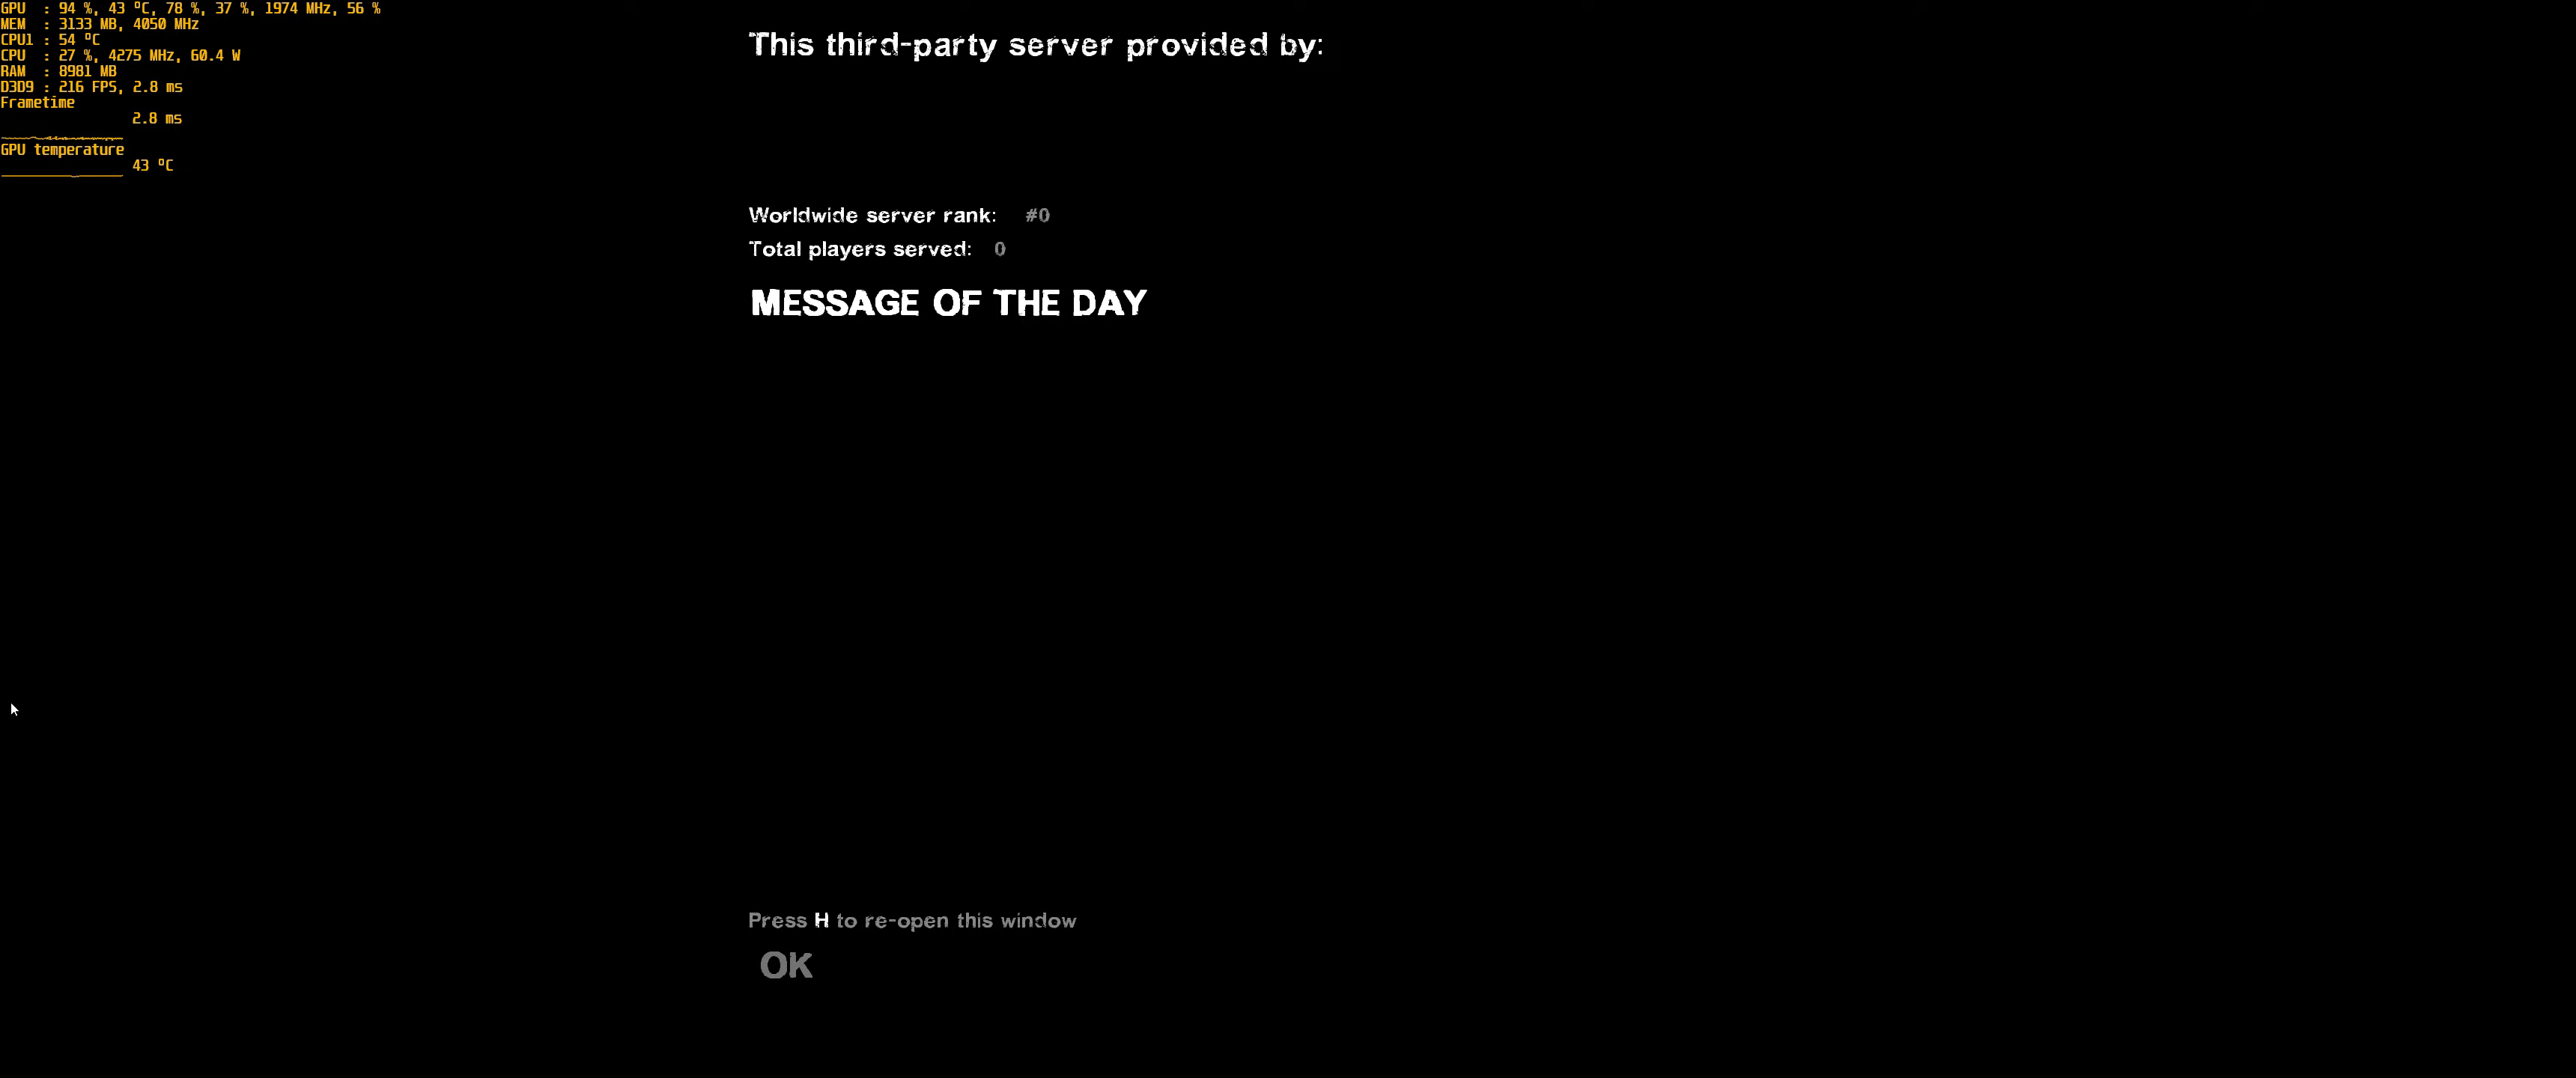 GPU : 94 %, 43 ºC, 78 %, 37 %, 1974 MHz, 56 %
MEM : 3133 MB, 4050 MHz
CPU1 : 54 ºC
CPU : 27 %, 4275 MHz, 60.4 W
RAM : 8981 MB
D3D9 : 216 FPS, 2.8 ms
Frametime
2.8 ms
GPU temperature
43 ºC
This third-party server provided by:
Worldwide server rank: #0
Total players served: 0
MESSAGE OF THE DAY
Press H to re-open this window
OK